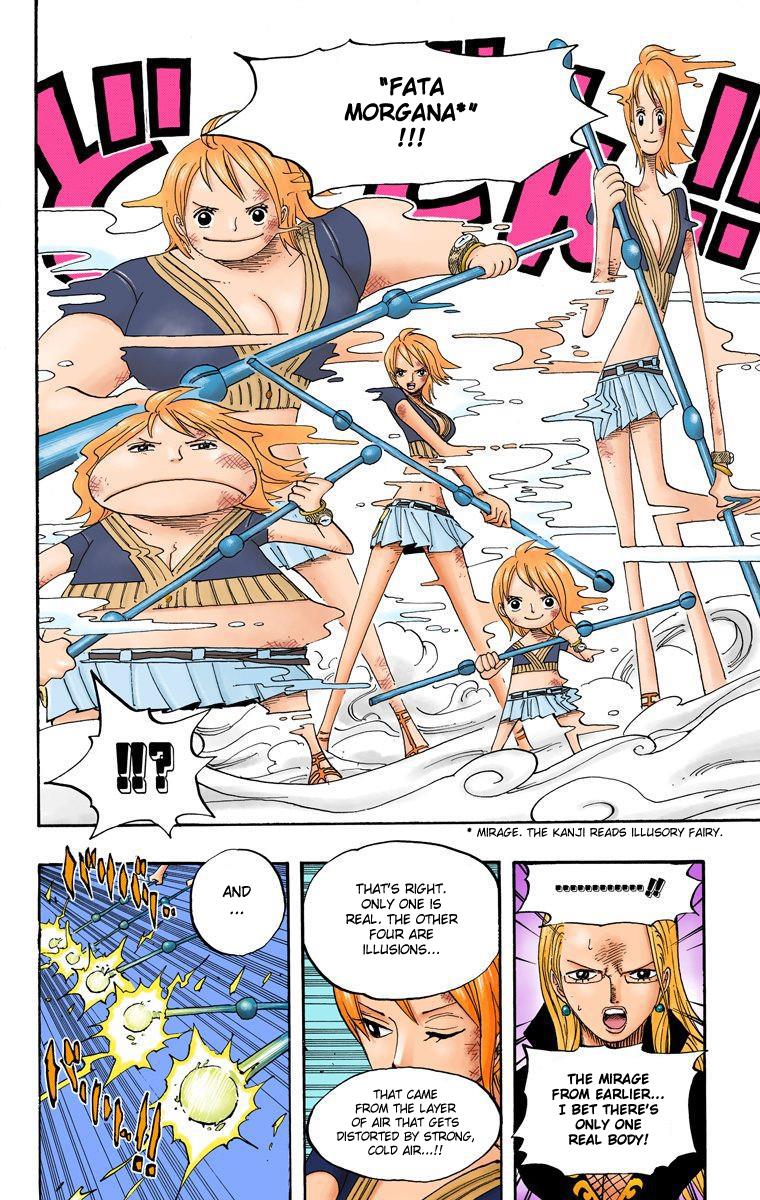 "FATA
MORGANA*"
!!!
ど
ん
!!
!!?
* MIRAGE. THE KANJI READS ILLUSORY FAIRY.
............!!
THE MIRAGE
FROM EARLIER...
I BET THERE'S
ONLY ONE
REAL BODY!
THAT'S RIGHT.
ONLY ONE IS
REAL. THE OTHER
FOUR ARE
ILLUSIONS...
THAT CAME
FROM THE LAYER
OF AIR THAT GETS
DISTORTED BY STRONG,
COLD AIR...!!
AND
...